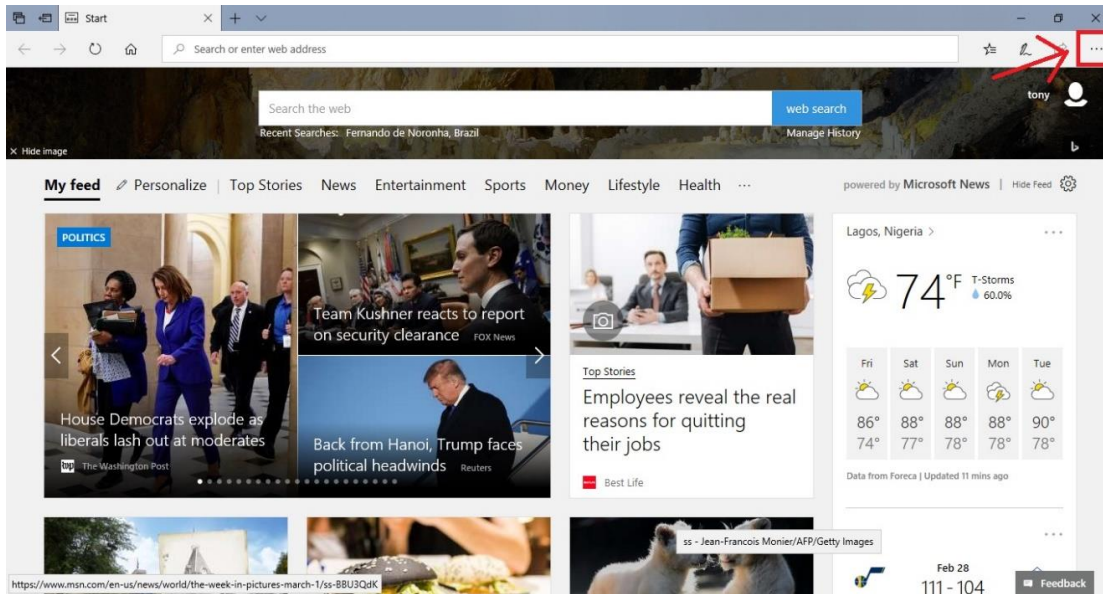 Start
Search or enter web address
tony
Search the web
web search
Recent Searches: Fernando de Noronha, Brazil
Manage History
Hide image
My feed
Personalize
Top Stories
News
Entertainment
Sports
Money
Lifestyle
Health
powered by Microsoft News
Hide Feed
POLITICS
House Democrats explode as
liberals lash out at moderates
wp The Washington Post
Team Kushner reacts to report
on security clearance FOX News
Back from Hanoi, Trump faces
political headwinds Reuters
Top Stories
Employees reveal the real
reasons for quitting
their jobs
Best Life
Lagos, Nigeria >
74°F T-Storms
60.0%
Fri Sat Sun Mon Tue
86° 88° 88° 88° 90°
74° 77° 78° 78° 78°
Data from Foreca | Updated 11 mins ago
ss - Jean-Francois Monier/AFP/Getty Images
Feb 28
111 - 104
Feedback
https://www.msn.com/en-us/news/world/the-week-in-pictures-march-1/ss-BBU3QdK